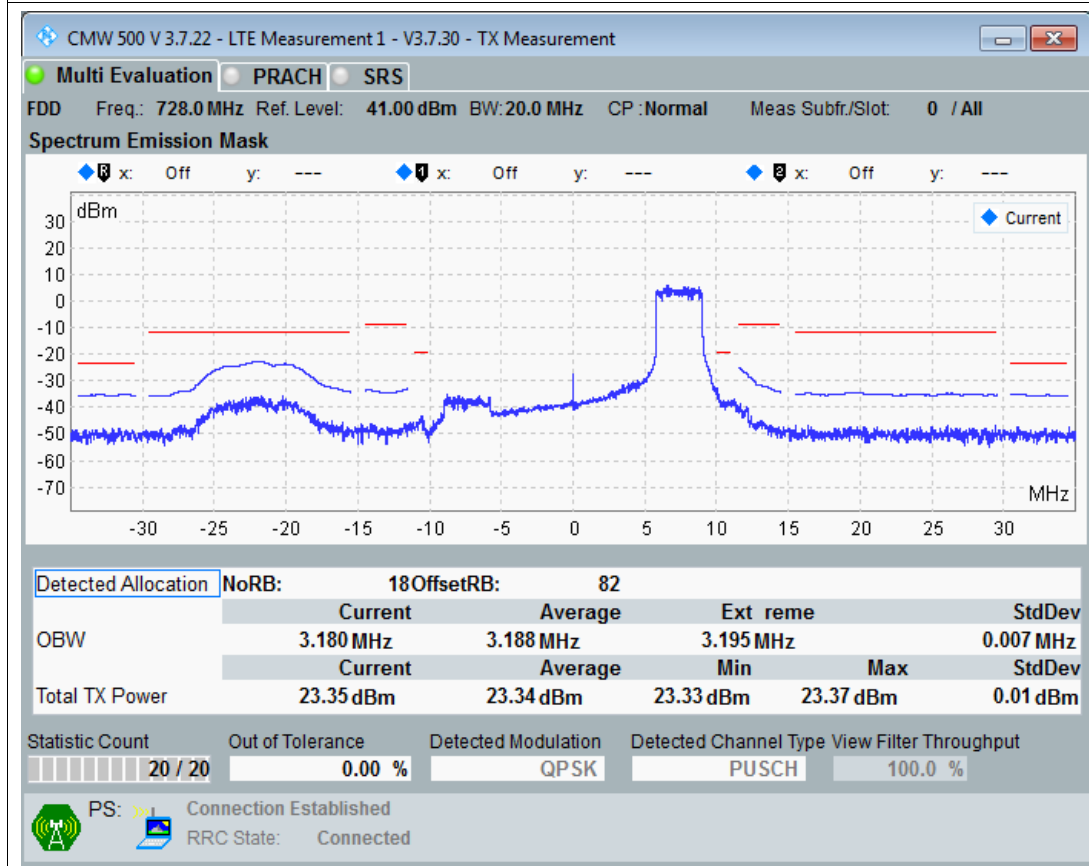 CMW 500 V 3.7.22 - LTE Measurement 1 - V3.7.30 - TX Measurement
Multi Evaluation PRACH SRS
FDD Freq.: 728.0 MHz Ref. Level: 41.00 dBm BW: 20.0 MHz CP : Normal Meas Subfr./Slot: 0 / All
Spectrum Emission Mask
R x: Off y: --- 1 x: Off y: --- 2 x: Off y: ---
dBm
Current
30
20
10
0
-10
-20
-30
-40
-50
-60
-70
MHz
-30 -25 -20 -15 -10 -5 0 5 10 15 20 25 30
Detected Allocation NoRB: 18 OffsetRB: 82
Current Average Ext reme StdDev
OBW 3.180 MHz 3.188 MHz 3.195 MHz 0.007 MHz
Current Average Min Max StdDev
Total TX Power 23.35 dBm 23.34 dBm 23.33 dBm 23.37 dBm 0.01 dBm
Statistic Count Out of Tolerance Detected Modulation Detected Channel Type View Filter Throughput
20 / 20 0.00 % QPSK PUSCH 100.0 %
PS: Connection Established
RRC State: Connected